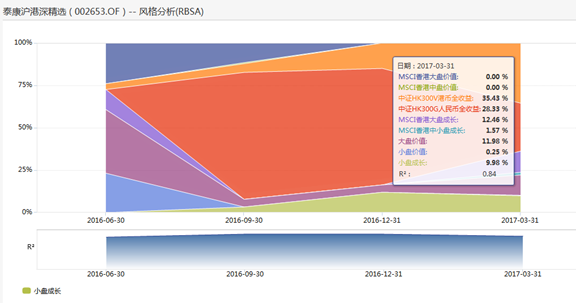 泰康沪港深精选（002653.OF）-- 风格分析(RBSA)
100%
75%
50%
25%
0%
日期：2017-03-31
MSCI香港大盘价值: 0.00 %
MSCI香港中盘价值: 0.00 %
中证HK300V港币全收益: 35.43 %
中证HK300G人民币全收益: 28.33 %
MSCI香港大盘成长: 12.46 %
MSCI香港中小盘成长: 1.57 %
大盘价值: 11.98 %
小盘价值: 0.25 %
小盘成长: 9.98 %
R²： 0.84
2016-06-30 2016-09-30 2016-12-31 2017-03-31
R²
2016-06-30 2016-09-30 2016-12-31 2017-03-31
小盘成长